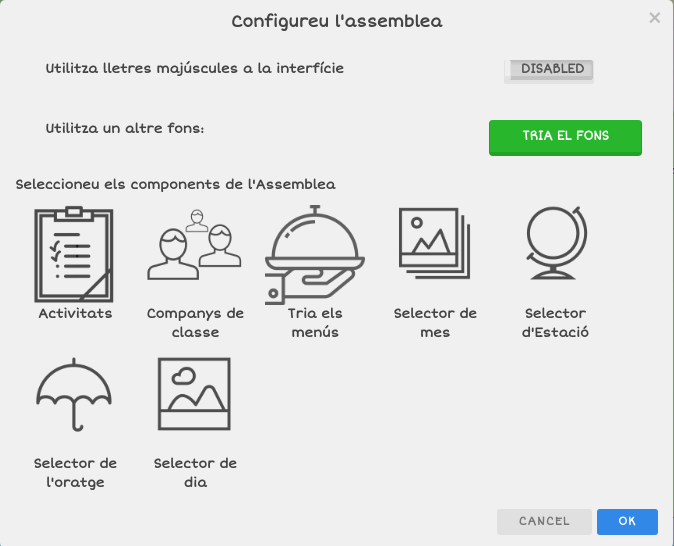 Configureu l'assemblea
Utilitza lletres majúscules a la interfície
DISABLED
Utilitza un altre fons:
TRIA EL FONS
Seleccioneu els components de l'Assemblea
Activitats
Companys de
classe
Tria els
menús
Selector de
mes
Selector
d'Estació
Selector de
l'oratge
Selector de
dia
CANCEL
OK